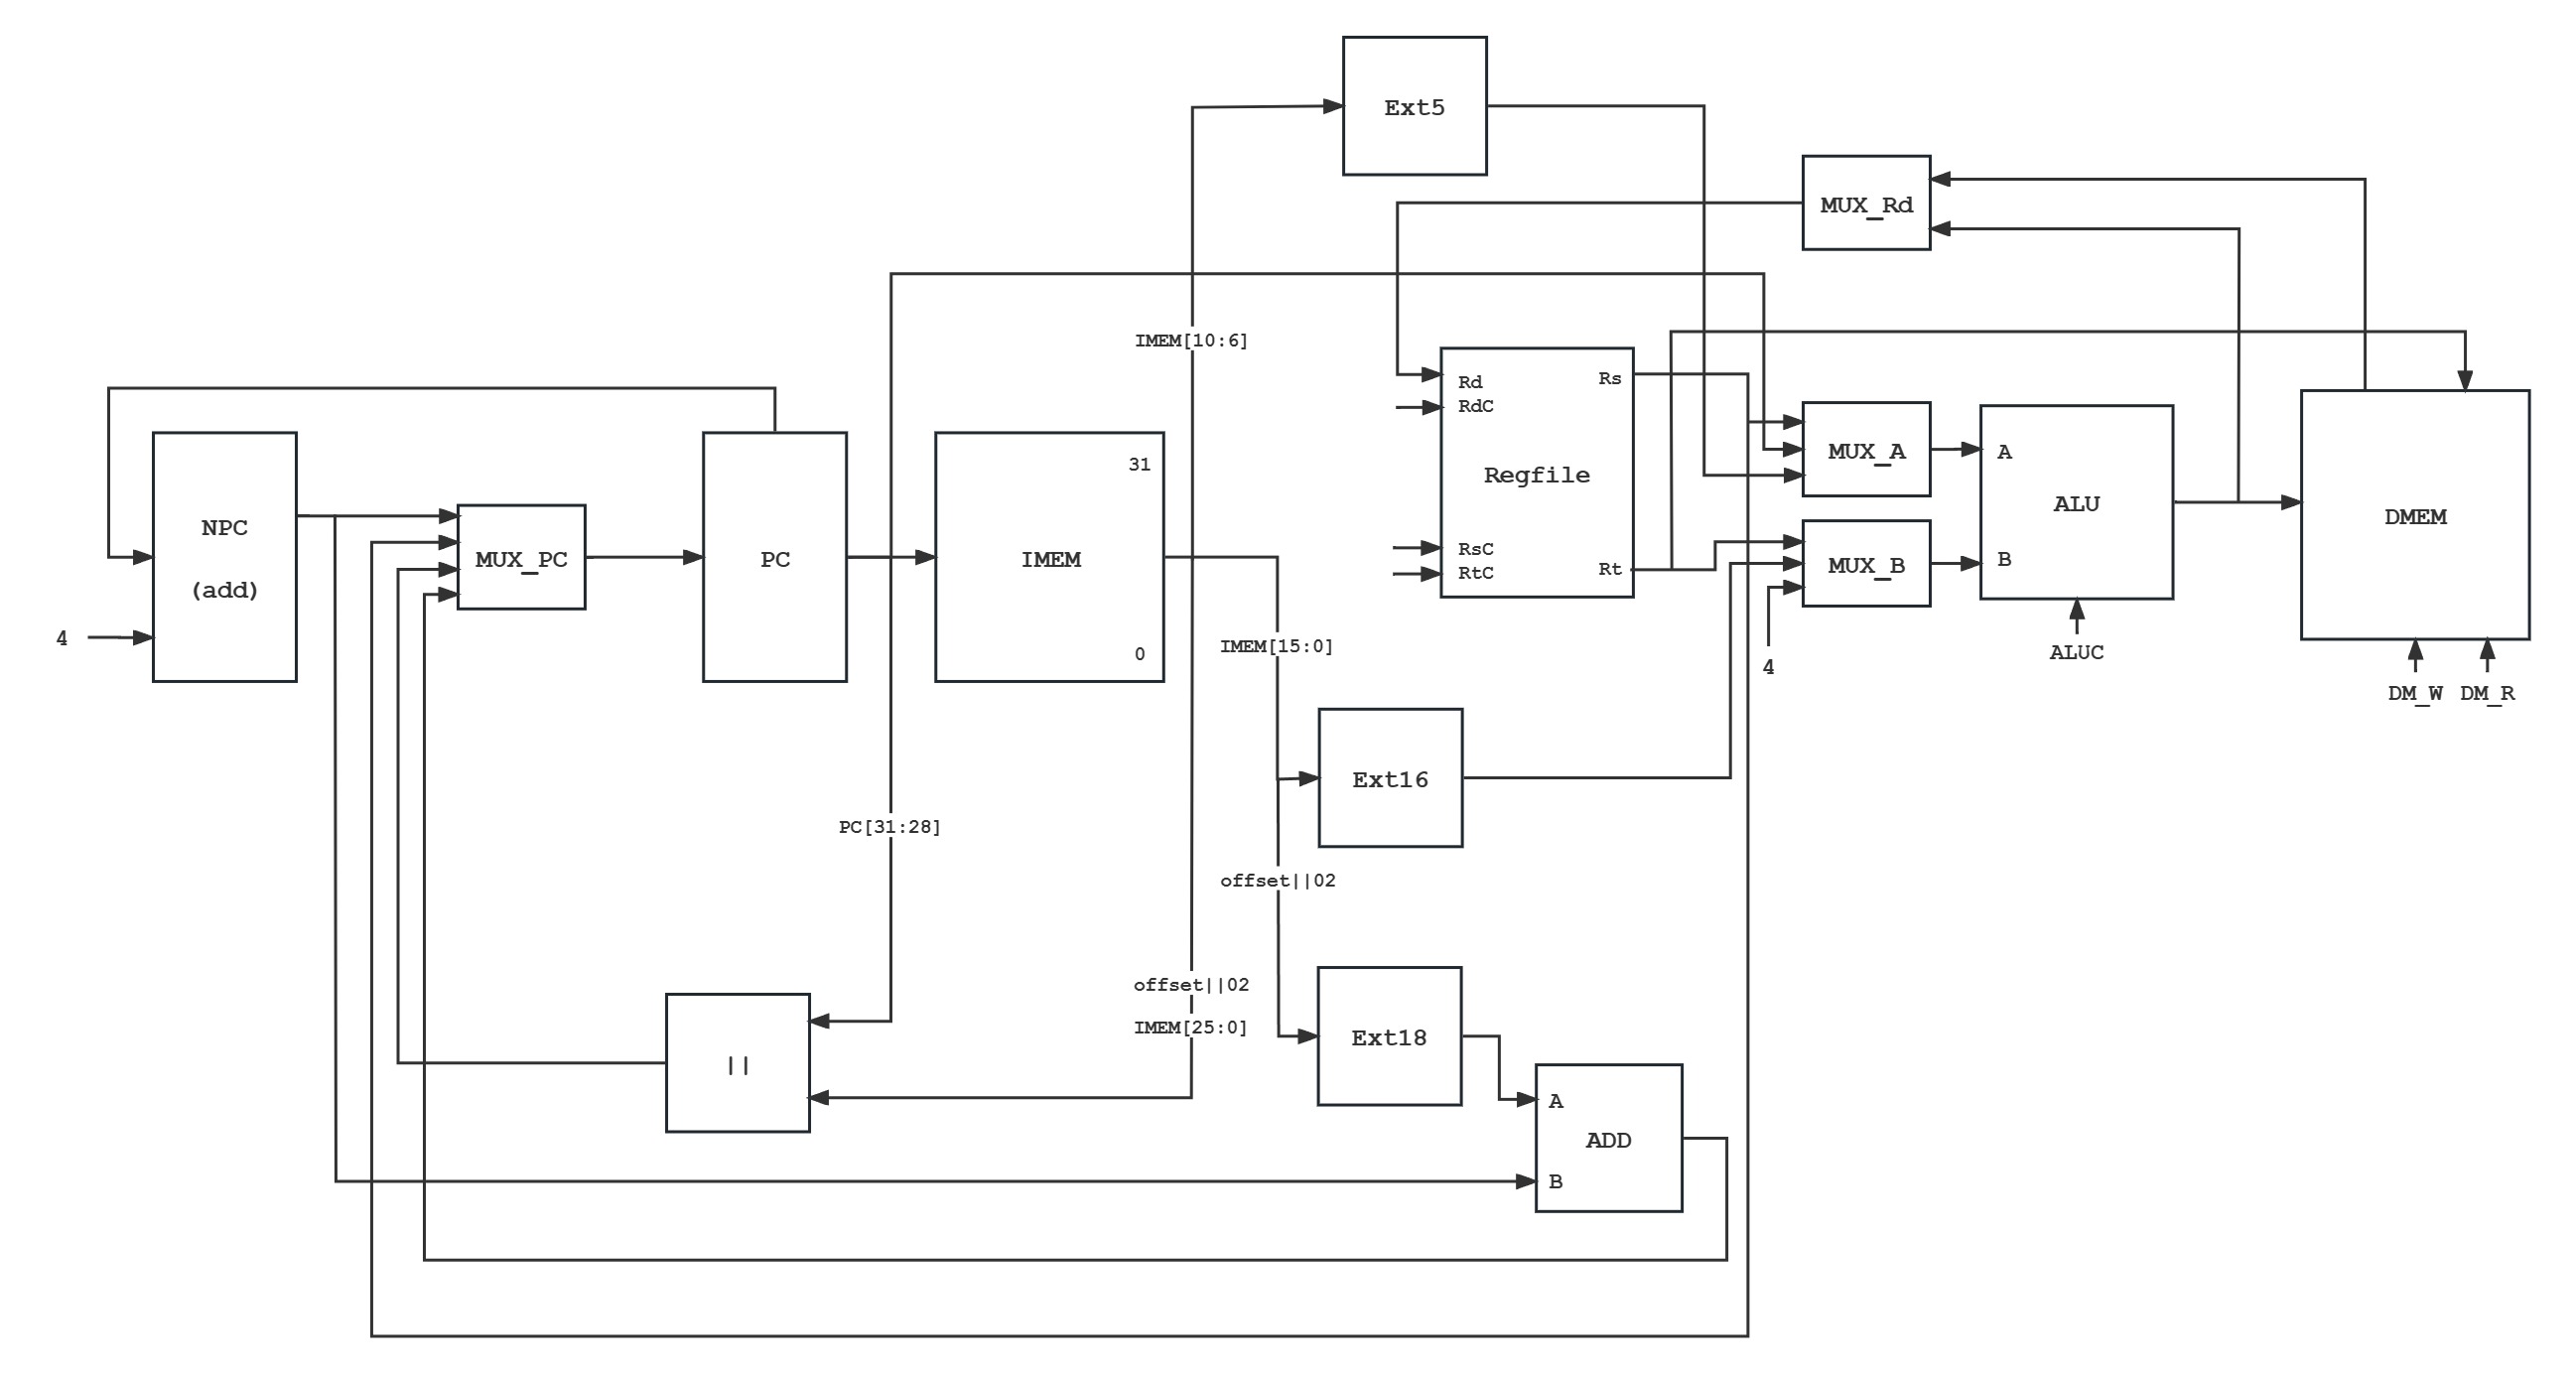 Ext5
MUX_Rd
IMEM[10:6]
Rd
Rs
RdC
Regfile
RsC
RtC
Rt
31
NPC
(add)
MUX_PC
PC
IMEM
0
4
MUX_A
MUX_B
4
A
ALU
B
ALUC
DMEM
DM_W
DM_R
IMEM[15:0]
Ext16
PC[31:28]
offset||02
offset||02
IMEM[25:0]
Ext18
||
A
ADD
B